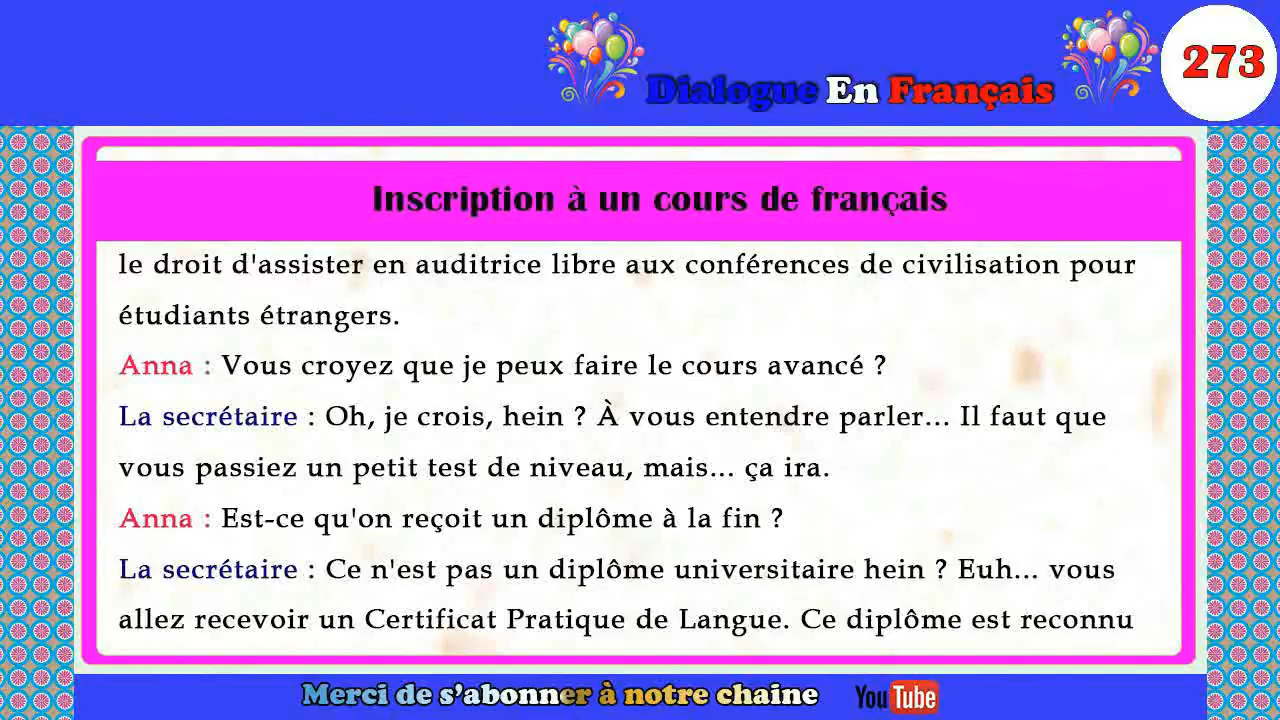 273
Dialogue En Français
Inscription à un cours de français
le droit d'assister en auditrice libre aux conférences de civilisation pour
étudiants étrangers.
Anna : Vous croyez que je peux faire le cours avancé ?
La secrétaire : Oh, je crois, hein ? À vous entendre parler... Il faut que
vous passiez un petit test de niveau, mais... ça ira.
Anna : Est-ce qu'on reçoit un diplôme à la fin ?
La secrétaire : Ce n'est pas un diplôme universitaire hein ? Euh... vous
allez recevoir un Certificat Pratique de Langue. Ce diplôme est reconnu
Merci de s'abonner à notre chaine YouTube